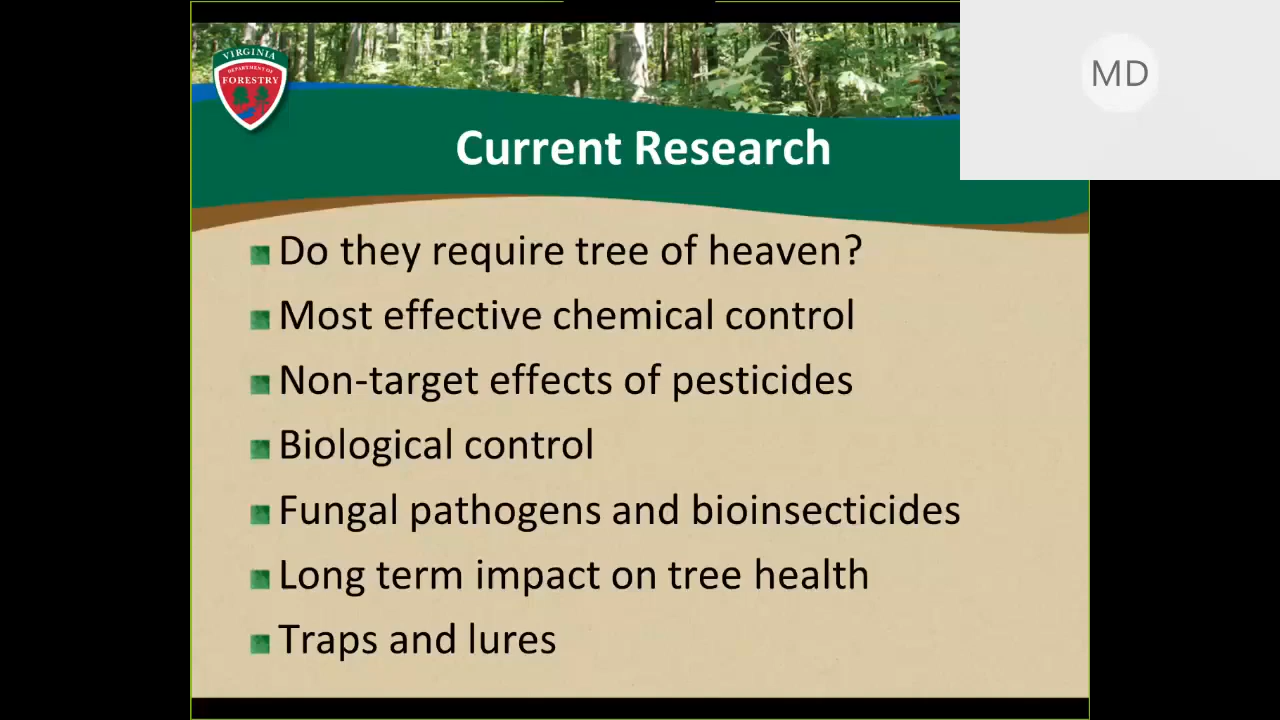 VIRGINIA
DEPARTMENT OF
FORESTRY
MD
Current Research
Do they require tree of heaven?
Most effective chemical control
Non-target effects of pesticides
Biological control
Fungal pathogens and bioinsecticides
Long term impact on tree health
Traps and lures